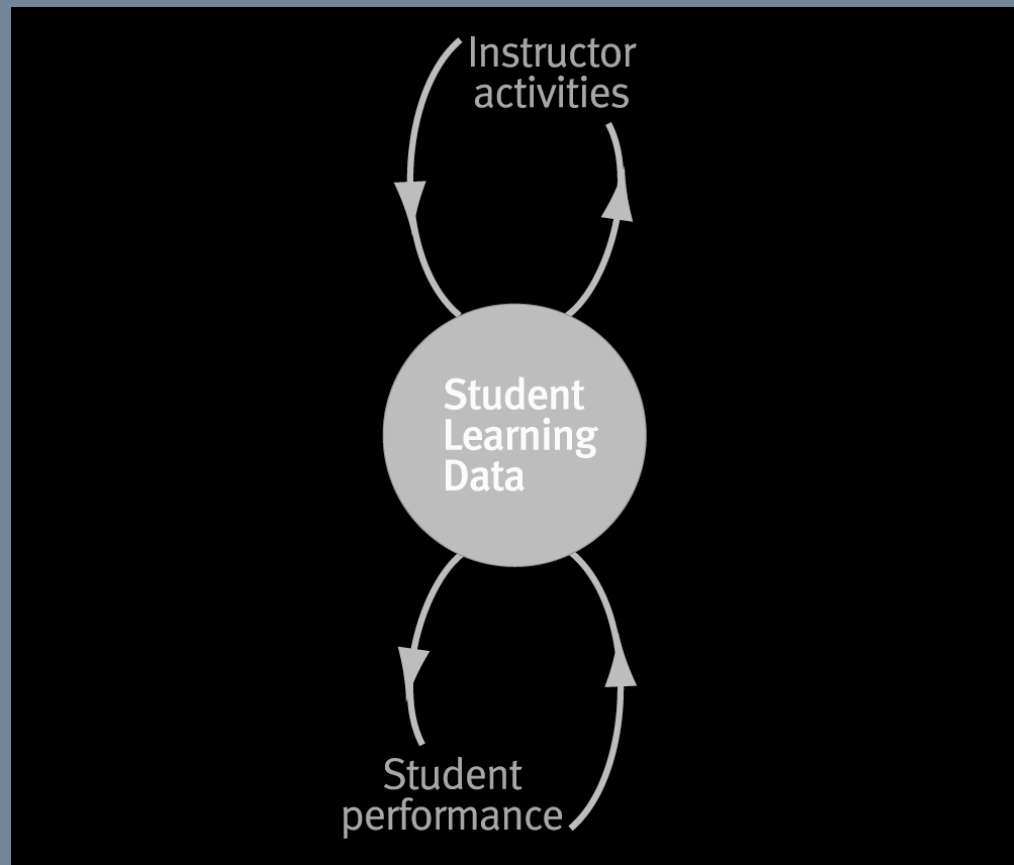 Instructor
activities
Student
Learning
Data
Student
performance